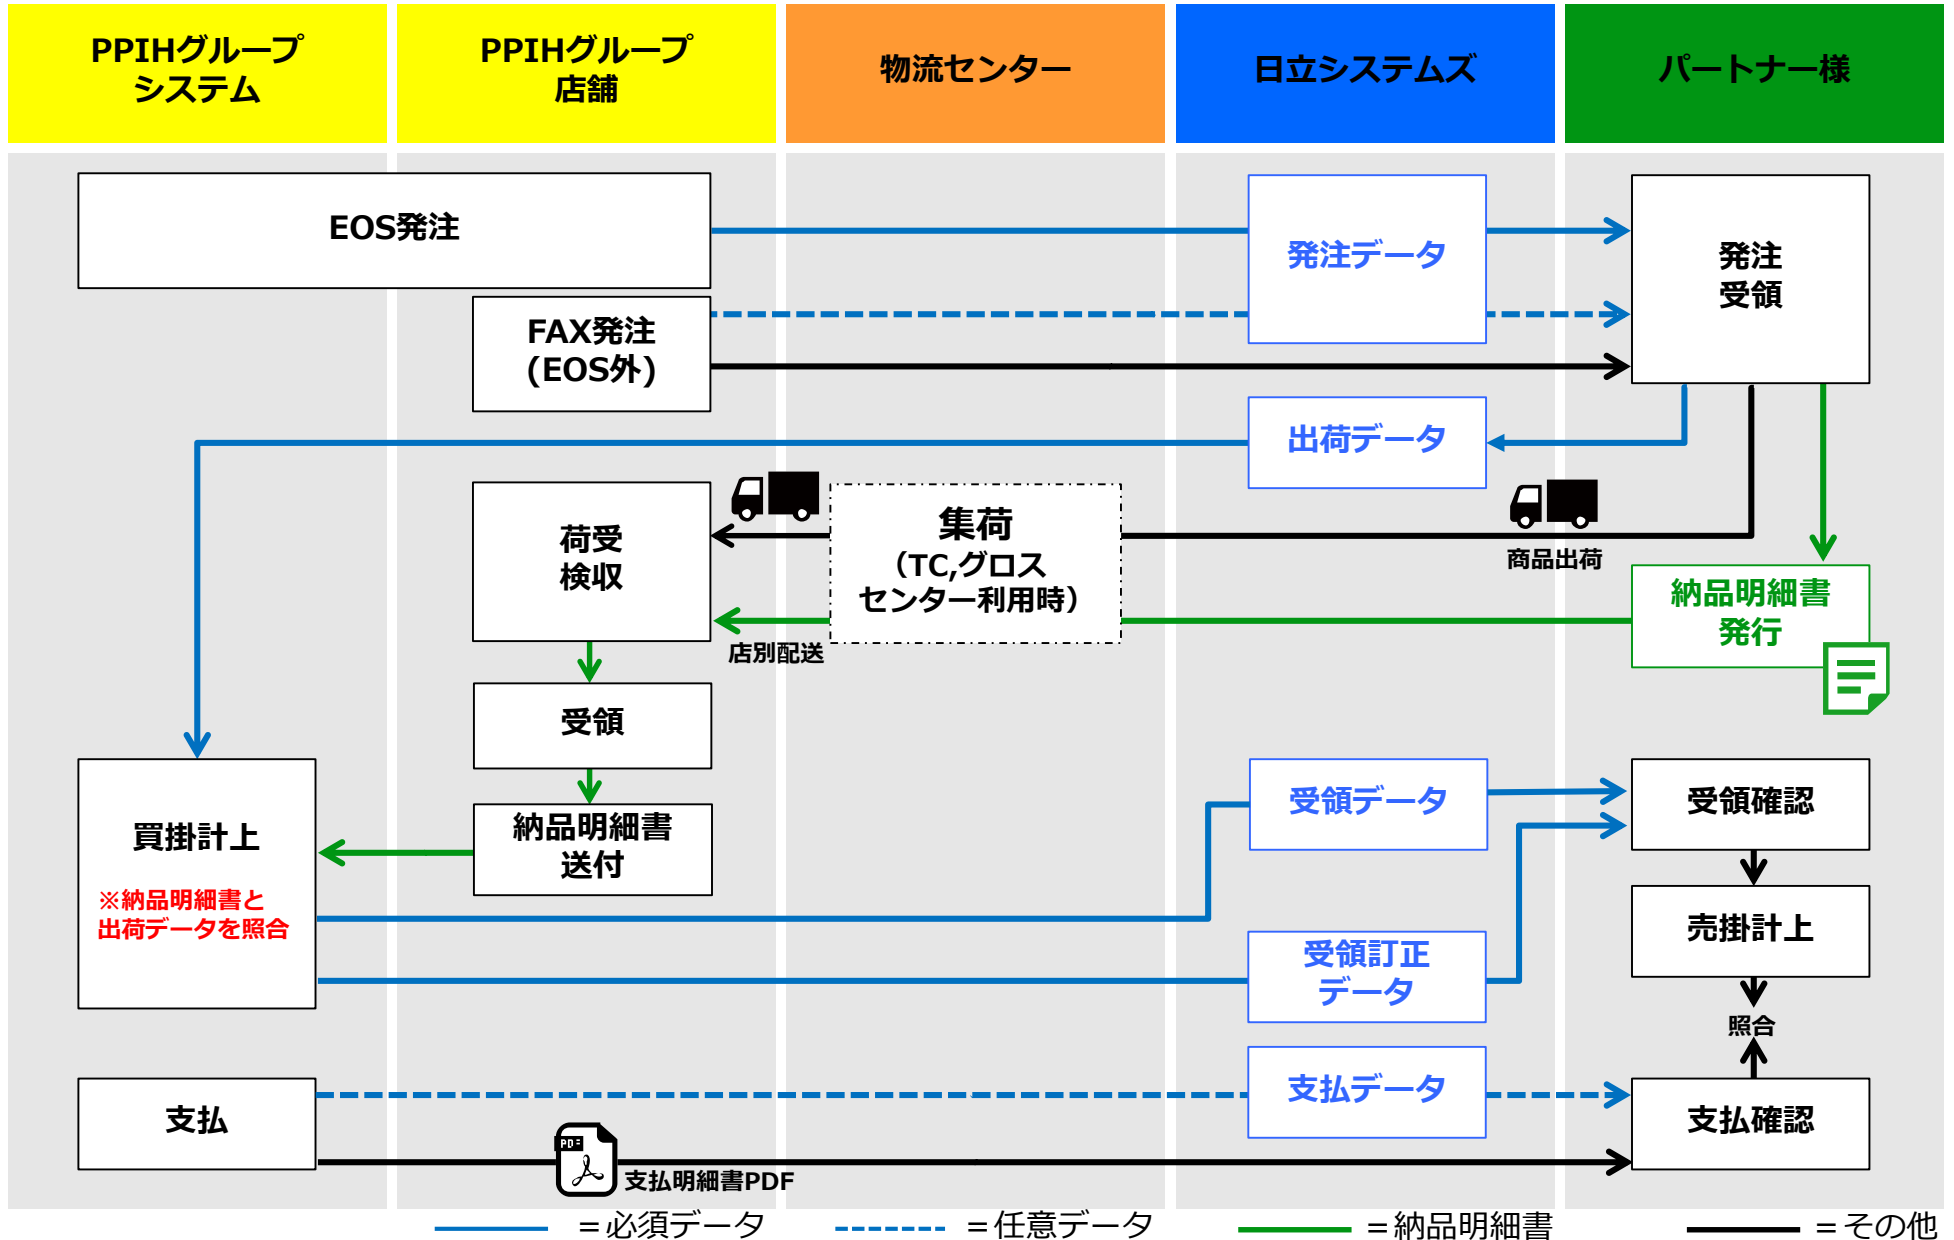 PPIHグループ
システム
PPIHグループ
店舗
物流センター
日立システムズ
パートナー様
EOS発注
発注データ
発注
受領
FAX発注
(EOS外)
出荷データ
荷受
検収
集荷
（TC,グロス
センター利用時）
商品出荷
店別配送
納品明細書
発行
受領
買掛計上
※納品明細書と
出荷データを照合
納品明細書
送付
受領データ
受領確認
売掛計上
受領訂正
データ
照合
支払
支払データ
支払確認
PDF
支払明細書PDF
＝必須データ
＝任意データ
＝納品明細書
＝その他